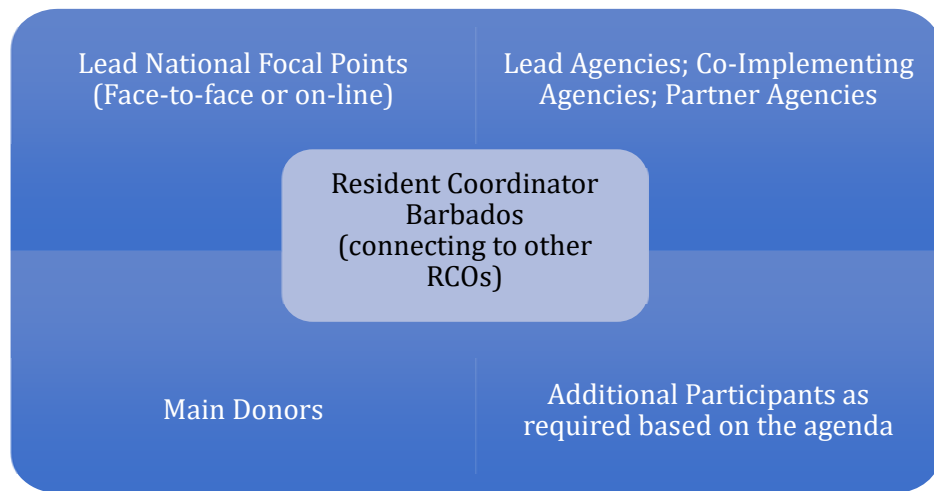 Lead National Focal Points
(Face-to-face or on-line)
Lead Agencies; Co-Implementing
Agencies; Partner Agencies
Resident Coordinator
Barbados
(connecting to other
RCOs)
Main Donors
Additional Participants as
required based on the agenda